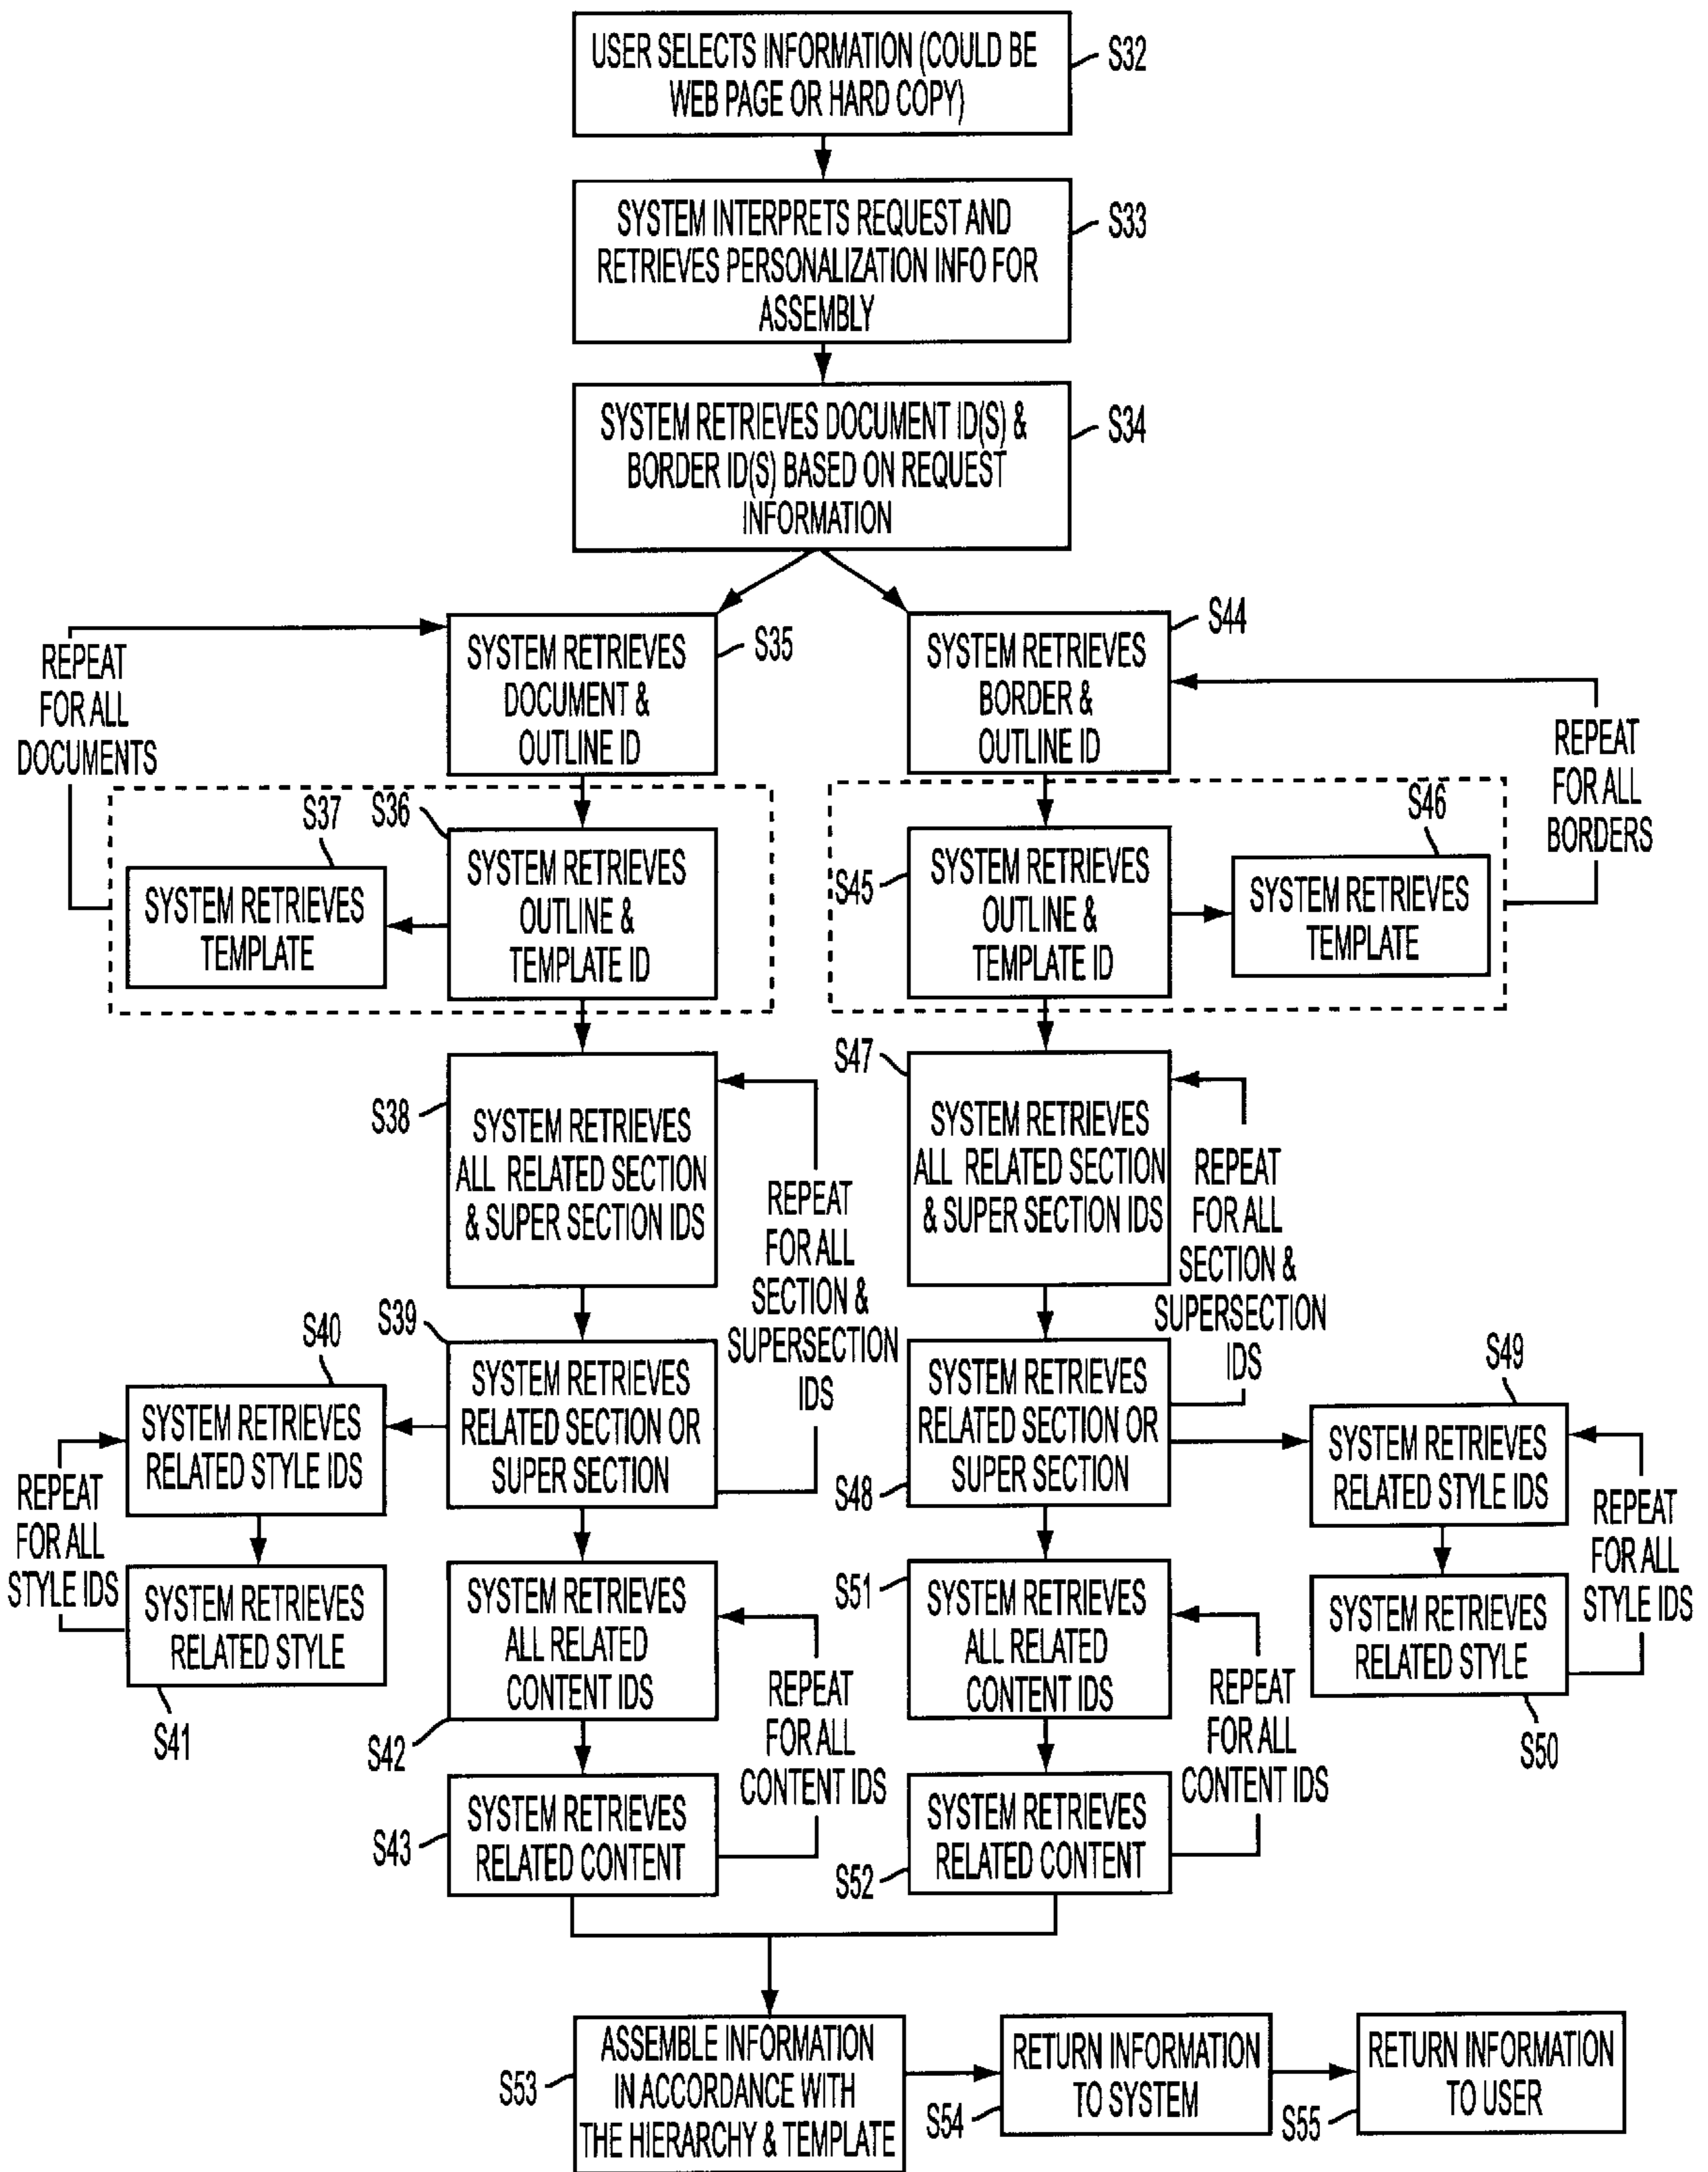 USER SELECTS INFORMATION (COULD BE
WEB PAGE OR HARD COPY)
S32
SYSTEM INTERPRETS REQUEST AND
RETRIEVES PERSONALIZATION INFO FOR
ASSEMBLY
S33
SYSTEM RETRIEVES DOCUMENT ID(S) &
BORDER ID(S) BASED ON REQUEST
INFORMATION
S34
REPEAT
FOR ALL
DOCUMENTS
SYSTEM RETRIEVES
DOCUMENT &
OUTLINE ID
S35
SYSTEM RETRIEVES
BORDER &
OUTLINE ID
S44
REPEAT
FOR ALL
BORDERS
S37
SYSTEM RETRIEVES
TEMPLATE
S36
SYSTEM RETRIEVES
OUTLINE &
TEMPLATE ID
S45
SYSTEM RETRIEVES
OUTLINE &
TEMPLATE ID
S46
SYSTEM RETRIEVES
TEMPLATE
S38
SYSTEM RETRIEVES
ALL RELATED SECTION
& SUPER SECTION IDS
REPEAT
FOR ALL
SECTION &
SUPERSECTION
IDS
S47
SYSTEM RETRIEVES
ALL RELATED SECTION
& SUPER SECTION IDS
REPEAT
FOR ALL
SECTION &
SUPERSECTION
IDS
S40
SYSTEM RETRIEVES
RELATED STYLE IDS
S39
SYSTEM RETRIEVES
RELATED SECTION OR
SUPER SECTION
S48
SYSTEM RETRIEVES
RELATED SECTION OR
SUPER SECTION
S49
SYSTEM RETRIEVES
RELATED STYLE IDS
REPEAT
FOR ALL
STYLE IDS
SYSTEM RETRIEVES
RELATED STYLE
S41
SYSTEM RETRIEVES
ALL RELATED
CONTENT IDS
S42
REPEAT
FOR ALL
CONTENT IDS
S51
SYSTEM RETRIEVES
ALL RELATED
CONTENT IDS
REPEAT
FOR ALL
CONTENT IDS
SYSTEM RETRIEVES
RELATED STYLE
S50
REPEAT
FOR ALL
STYLE IDS
S43
SYSTEM RETRIEVES
RELATED CONTENT
S52
SYSTEM RETRIEVES
RELATED CONTENT
S53
ASSEMBLE INFORMATION
IN ACCORDANCE WITH
THE HIERARCHY & TEMPLATE
S54
RETURN INFORMATION
TO SYSTEM
S55
RETURN INFORMATION
TO USER